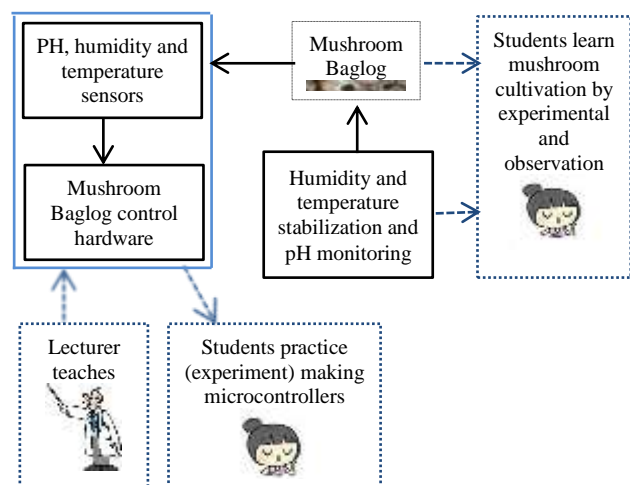 PH, humidity and
temperature
sensors
Mushroom
Baglog control
hardware
Mushroom
Baglog
Humidity and
temperature
stabilization and
pH monitoring
Students learn
mushroom
cultivation by
experimental
and
observation
Lecturer
teaches
Students practice
(experiment) making
microcontrollers